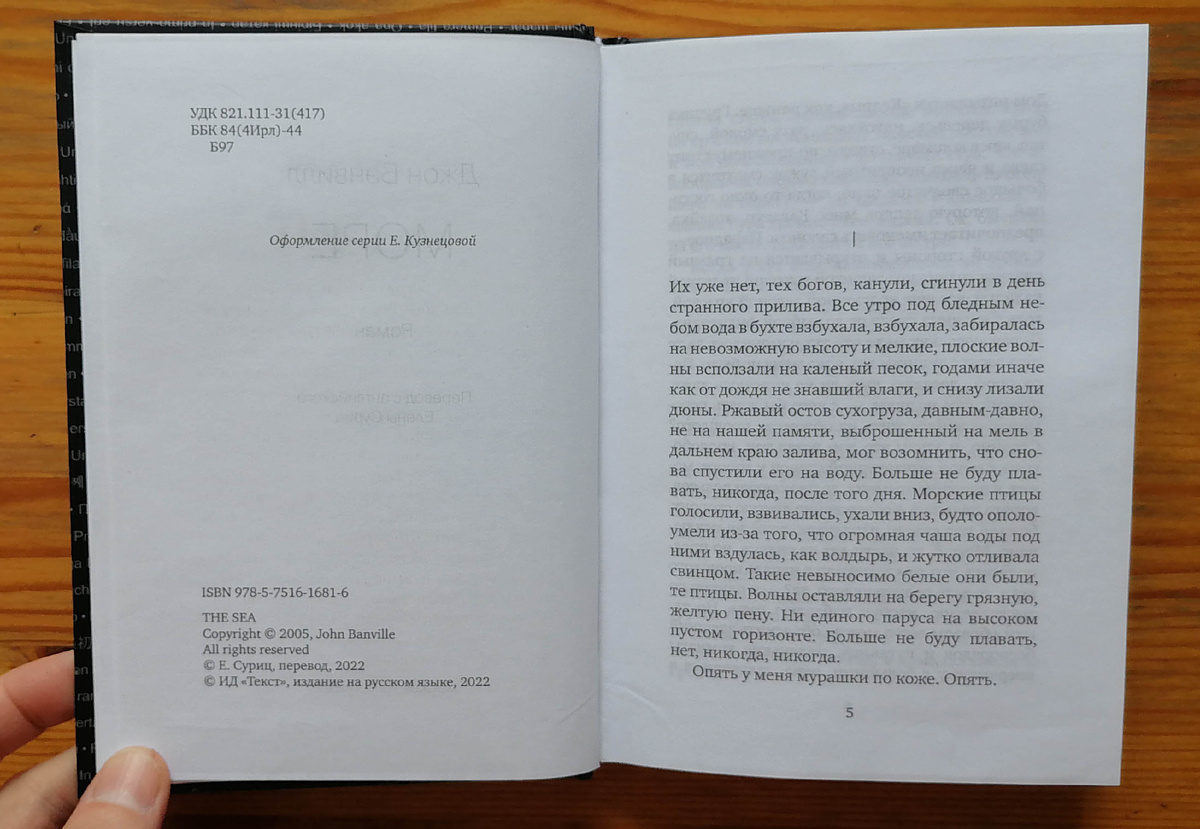 УДК 821.111-31(417)
ББК 84(4Ирл)-44
Б97
Оформление серии Е. Кузнецовой
ISBN 978-5-7516-1681-6
THE SEA
Copyright © 2005, John Banville
All rights reserved
© Е. Суриц, перевод, 2022
© ИД «Текст», издание на русском языке, 2022
I
Их уже нет, тех богов, канули, сгинули в день
странного прилива. Все утро под бледным не-
бом вода в бухте взбухала, взбухала, забиралась
на невозможную высоту и мелкие, плоские вол-
ны всползали на каленый песок, годами иначе
как от дождя не знавший влаги, и снизу лизали
дюны. Ржавый остов сухогруза, давным-давно,
не на нашей памяти, выброшенный на мель в
дальнем краю залива, мог возомнить, что сно-
ва спустили его на воду. Больше не буду пла-
вать, никогда, после того дня. Морские птицы
голосили, взвивались, ухали вниз, будто ополо-
умели из-за того, что огромная чаша воды под
ними вздулась, как волдырь, и жутко отливала
свинцом. Такие невыносимо белые они были,
те птицы. Волны оставляли на берегу грязную,
желтую пену. Ни единого паруса на высоком
пустом горизонте. Больше не буду плавать,
нет, никогда, никогда.
Опять у меня мурашки по коже. Опять.
5